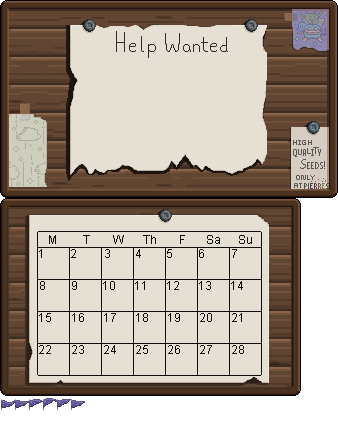 Help Wanted
HIGH
QUALITY
SEEDS!
ONLY...
AT PIERRE'S
M T W Th F Sa Su
1 2 3 4 5 6 7
8 9 10 11 12 13 14
15 16 17 18 19 20 21
22 23 24 25 26 27 28